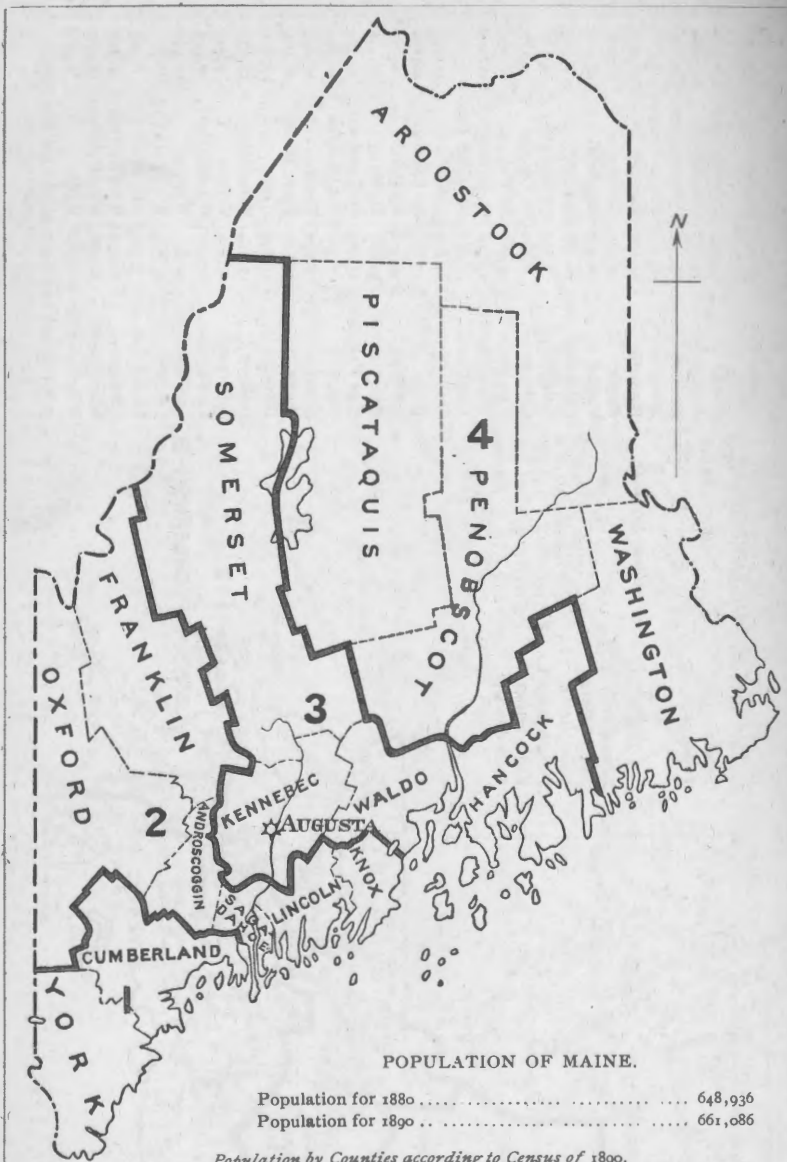 AROOSTOOK
N
PISCATAQUIS
SOMERSET
4
PENOBSCOT
WASHINGTON
FRANKLIN
OXFORD
3
HANCOCK
WALDO
KENNEBEC
2
ANDROSCOGGIN
AUGUSTA
KNOX
LINCOLN
SAGADAHOC
CUMBERLAND
1
YORK
POPULATION OF MAINE.
Population for 1880 .................................... 648,936
Population for 1890 .................................... 661,086
Population by Counties according to Census of 1890.